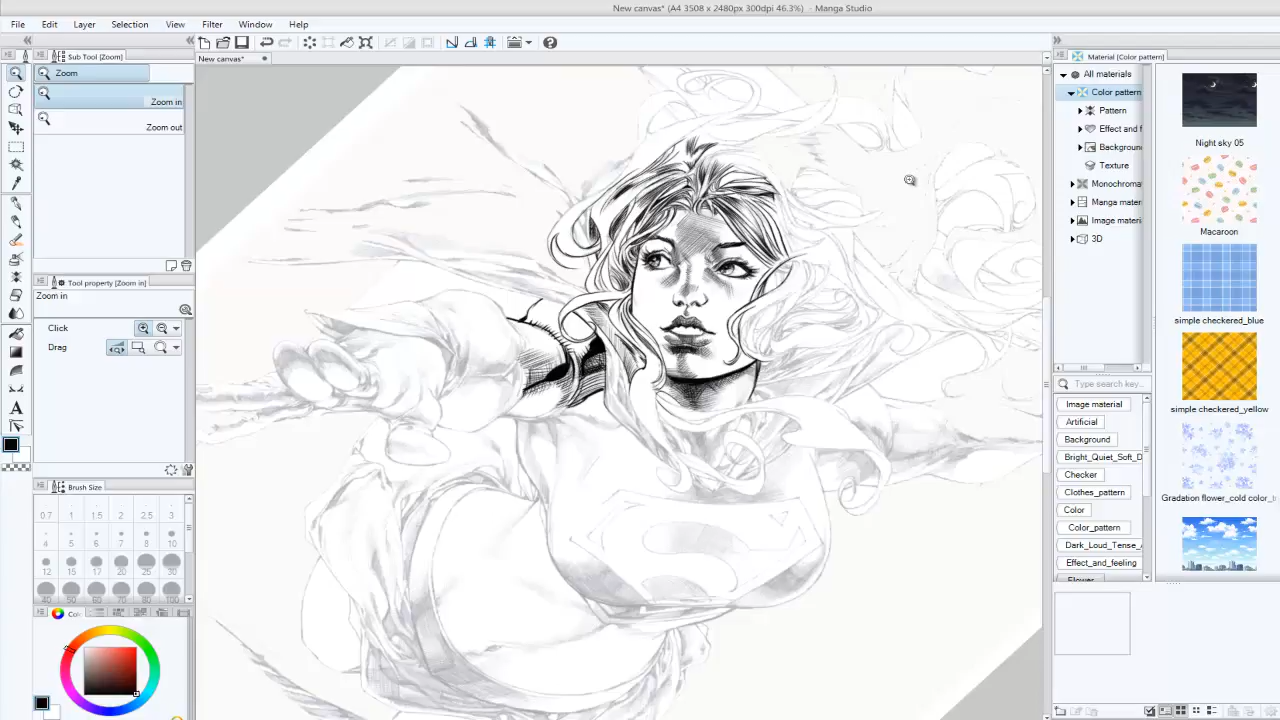 New canvas* (A4 3508 x 2480px 300dpi 46.3%) - Manga Studio
File Edit Layer Selection View Filter Window Help
Sub Tool [Zoom]
Zoom
Zoom in
Zoom out
Tool property [Zoom in]
Zoom in
Click
Drag
Brush Size
0.7 1 1.5 2 2.5 3
4 5 6 7 8 10
12 15 17 20 25 30
40 50 60 70 80 100
New canvas*
Material [Color pattern]
All materials
Color pattern
Pattern
Effect and f
Backgroun
Texture
Monochroma
Manga mater
Image materi
3D
Type search key...
Image material
Artificial
Background
Bright_Quiet_Soft_D
Checker
Clothes_pattern
Color
Color_pattern
Dark_Loud_Tense_
Effect_and_feeling
Flower
Night sky 05
Macaroon
simple checkered_blue
simple checkered_yellow
Gradation flower_cold color_